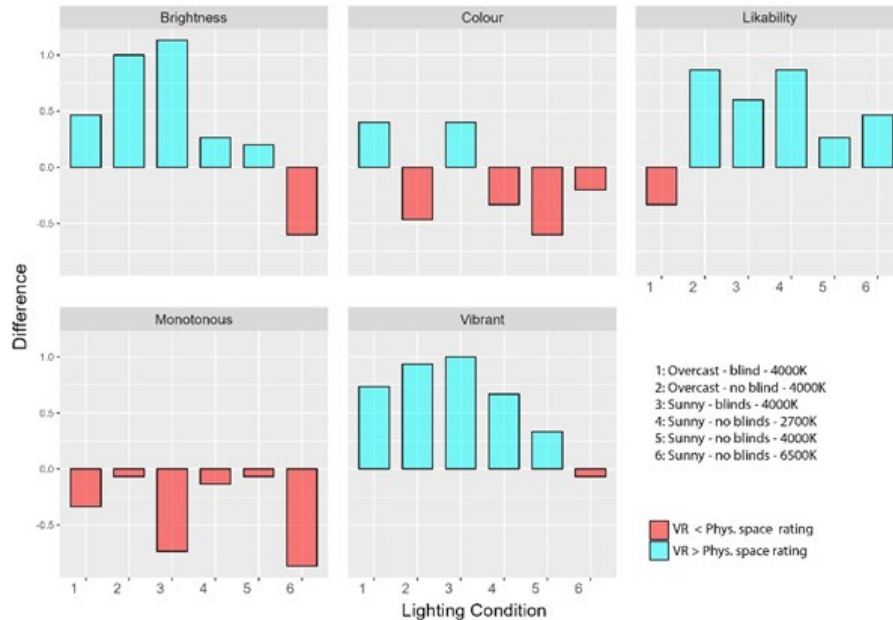 Brightness
Colour
Likability
1.0
0.5
0.0
-0.5
1 2 3 4 5 6
Difference
Monotonous
Vibrant
1.0
0.5
0.0
-0.5
1 2 3 4 5 6
1 2 3 4 5 6
Lighting Condition
1: Overcast - blind - 4000K
2: Overcast - no blind - 4000K
3: Sunny - blinds - 4000K
4: Sunny - no blinds - 2700K
5: Sunny - no blinds - 4000K
6: Sunny - no blinds - 6500K
VR < Phys. space rating
VR > Phys. space rating